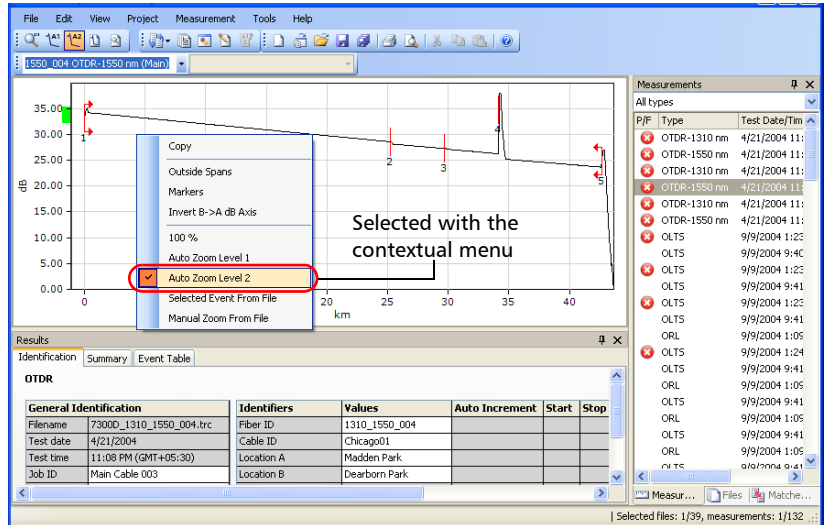 File Edit View Project Measurement Tools Help
1550_004 OTDR-1550 nm (Main)
35.00
30.00
25.00
20.00
15.00
10.00
5.00
0.00
dB
1
2
3
4
5
0 20 25 30 35 40
km
Copy
Outside Spans
Markers
Invert B->A dB Axis
100 %
Auto Zoom Level 1
Auto Zoom Level 2
Selected Event From File
Manual Zoom From File
Selected with the
contextual menu
Measurements
All types
P/F Type Test Date/Tim
OTDR-1310 nm 4/21/2004 11:
OTDR-1550 nm 4/21/2004 11:
OTDR-1310 nm 4/21/2004 11:
OTDR-1550 nm 4/21/2004 11:
OTDR-1310 nm 4/21/2004 11:
OTDR-1550 nm 4/21/2004 11:
OLTS 9/9/2004 1:23
OLTS 9/9/2004 9:40
OLTS 9/9/2004 1:23
OLTS 9/9/2004 9:41
OLTS 9/9/2004 1:23
OLTS 9/9/2004 9:41
ORL 9/9/2004 1:09
OLTS 9/9/2004 1:24
OLTS 9/9/2004 9:41
ORL 9/9/2004 1:09
OLTS 9/9/2004 9:41
ORL 9/9/2004 1:09
OLTS 9/9/2004 9:41
ORL 9/9/2004 1:09
OLTS 9/9/2004 9:41
Measur... Files Matche...
Results
Identification Summary Event Table
OTDR
General Identification
Filename 7300D_1310_1550_004.trc
Test date 4/21/2004
Test time 11:08 PM (GMT+05:30)
Job ID Main Cable 003
Identifiers Values Auto Increment Start Stop
Fiber ID 1310_1550_004
Cable ID Chicago01
Location A Madden Park
Location B Dearborn Park
Selected files: 1/39, measurements: 1/132